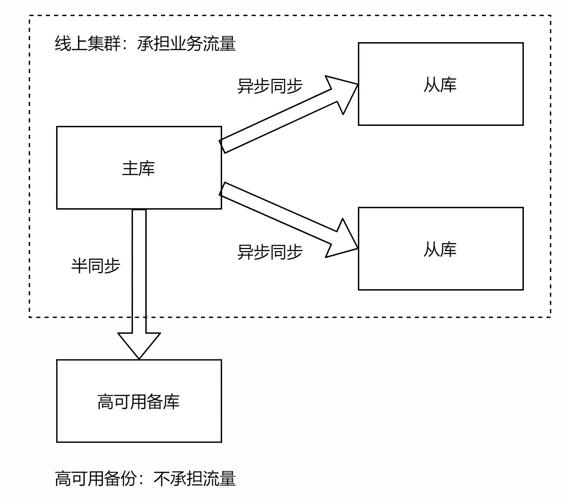 线上集群：承担业务流量
异步同步
从库
主库
异步同步
从库
半同步
高可用备库
高可用备份：不承担流量